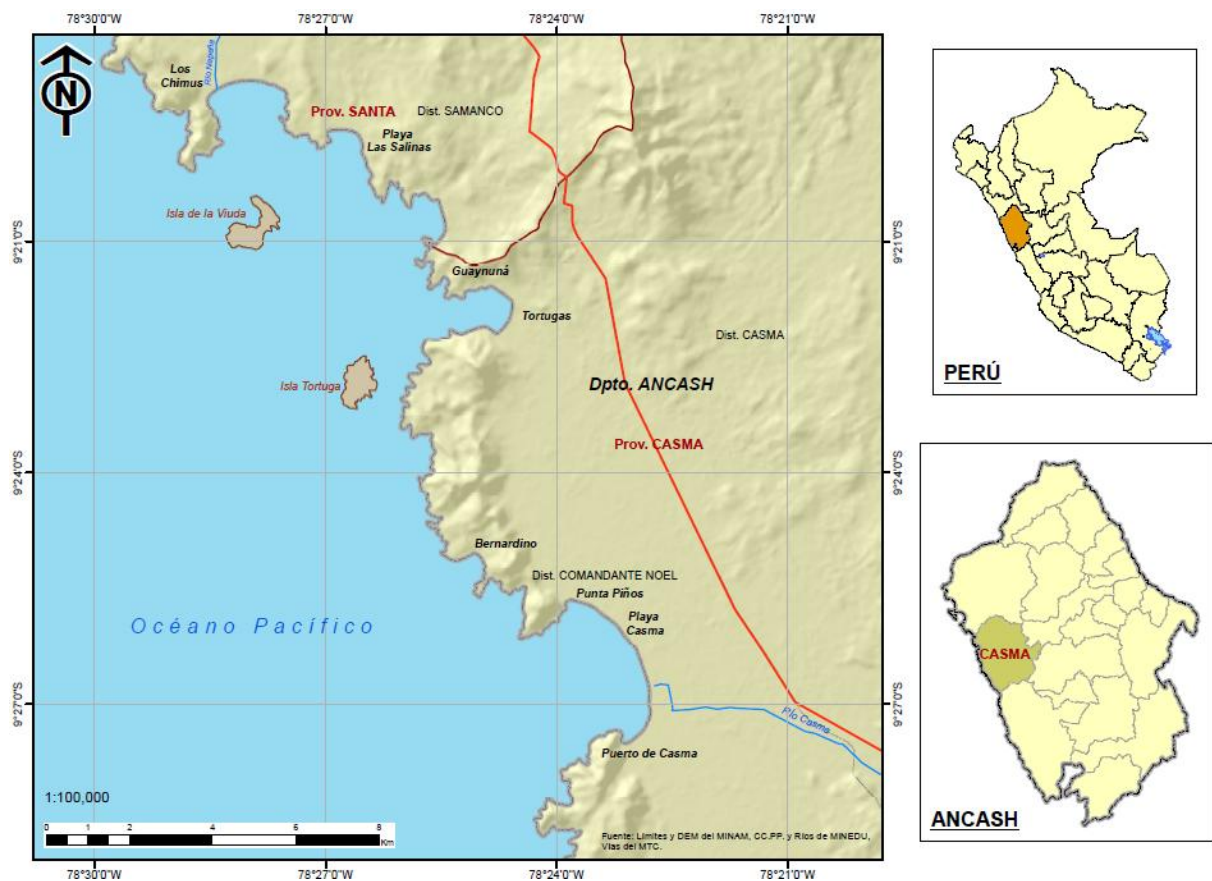 78°30'0"W
78°27'0"W
78°24'0"W
78°21'0"W
N
Los
Chimus
Río Nepeña
Prov. SANTA
Dist. SAMANCO
Playa
Las Salinas
Isla de la Viuda
9°21'0"S
9°21'0"S
Guaynuná
Tortugas
Dist. CASMA
Isla Tortuga
Dpto. ANCASH
Prov. CASMA
9°24'0"S
9°24'0"S
Bernardino
Dist. COMANDANTE NOEL
Punta Piños
Playa
Casma
Océano Pacífico
9°27'0"S
9°27'0"S
Río Casma
Puerto de Casma
1:100,000
0 1 2 4 6 8
Km
Fuente: Límites y DEM del MINAM, CC.PP. y Ríos de MINEDU,
Vías del MTC.
78°30'0"W
78°27'0"W
78°24'0"W
78°21'0"W
PERÚ
CASMA
ANCASH